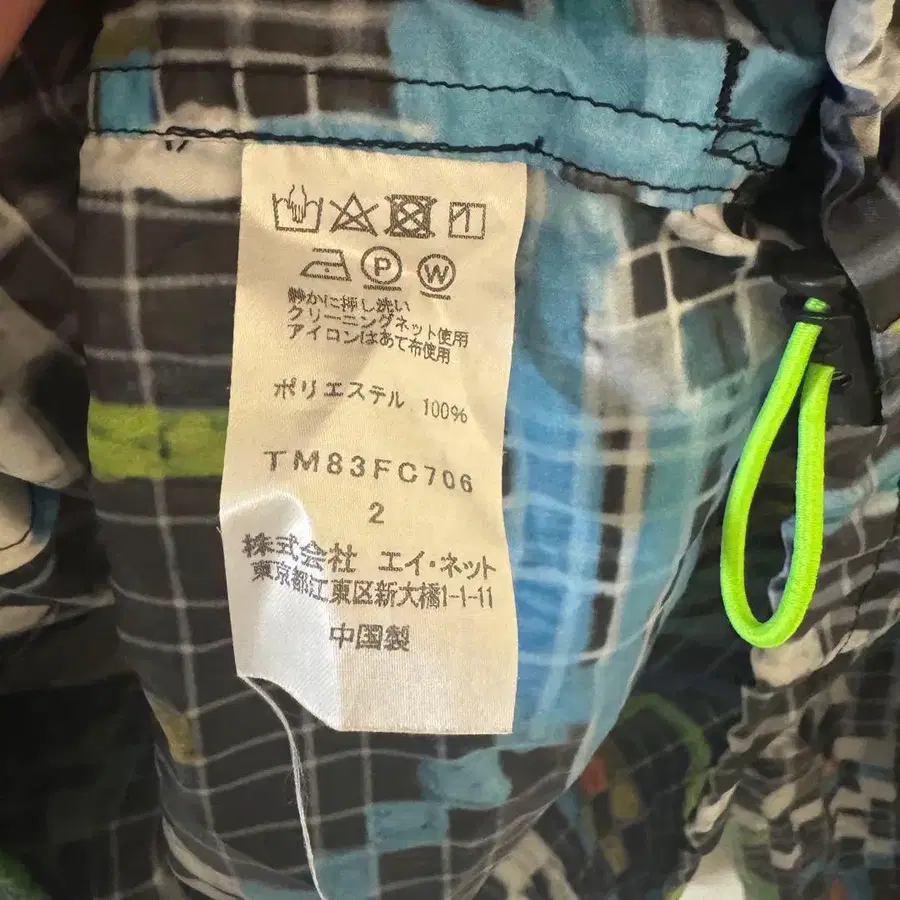 P W
静かに押し洗い
クリーニングネット使用
アイロンはあて布使用
ポリエステル 100%
TM83FC706
2
株式会社 エイ・ネット
東京都江東区新大橋1-1-11
中国製